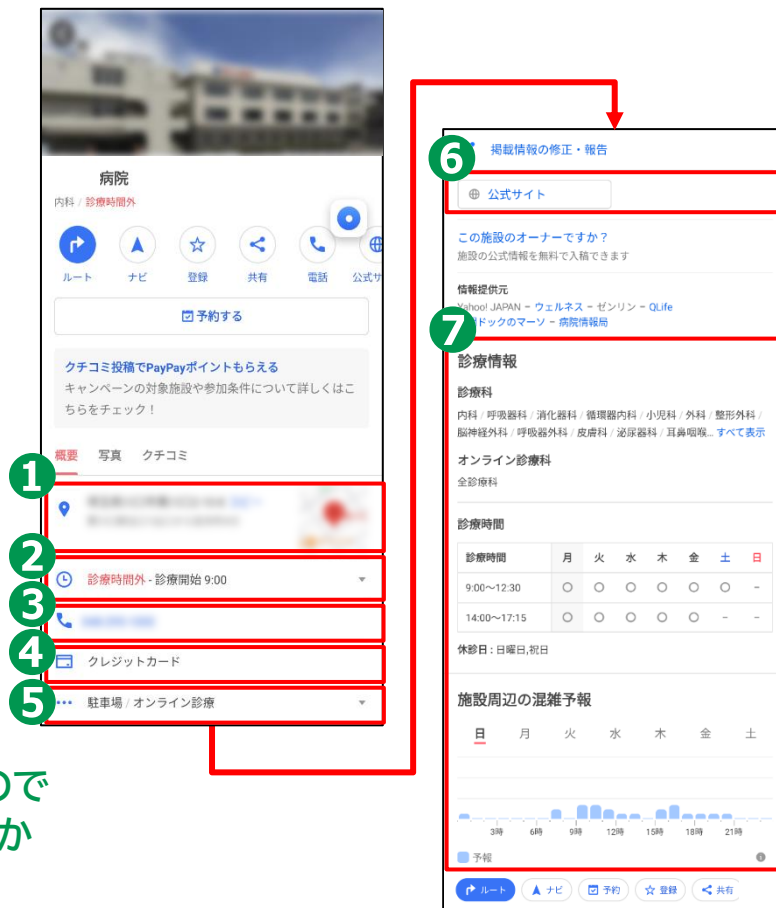 病院
内科 / 診療時間外
ルート
ナビ
登録
共有
電話
公式サ
予約する
クチコミ投稿でPayPayポイントもらえる
キャンペーンの対象施設や参加条件について詳しくはこ
ちらをチェック！
概要 写真 クチコミ
1
2
診療時間外 - 診療開始 9:00
3
4
クレジットカード
5
駐車場 / オンライン診療
ので
か
6
掲載情報の修正・報告
公式サイト
この施設のオーナーですか？
施設の公式情報を無料で入稿できます
情報提供元
Yahoo! JAPAN - ウェルネス - ゼンリン - QLife
ドックのマーソ - 病院情報局
7
診療情報
診療科
内科 / 呼吸器科 / 消化器科 / 循環器内科 / 小児科 / 外科 / 整形外科 /
脳神経外科 / 呼吸器外科 / 皮膚科 / 泌尿器科 / 耳鼻咽喉... すべて表示
オンライン診療科
全診療科
診療時間
診療時間 月 火 水 木 金 土 日
9:00〜12:30 ○ ○ ○ ○ ○ ○ -
14:00〜17:15 ○ ○ ○ ○ ○ - -
休診日 : 日曜日,祝日
施設周辺の混雑予報
日 月 火 水 木 金 土
3時 6時 9時 12時 15時 18時 21時
予報
ルート ナビ 予約 登録 共有